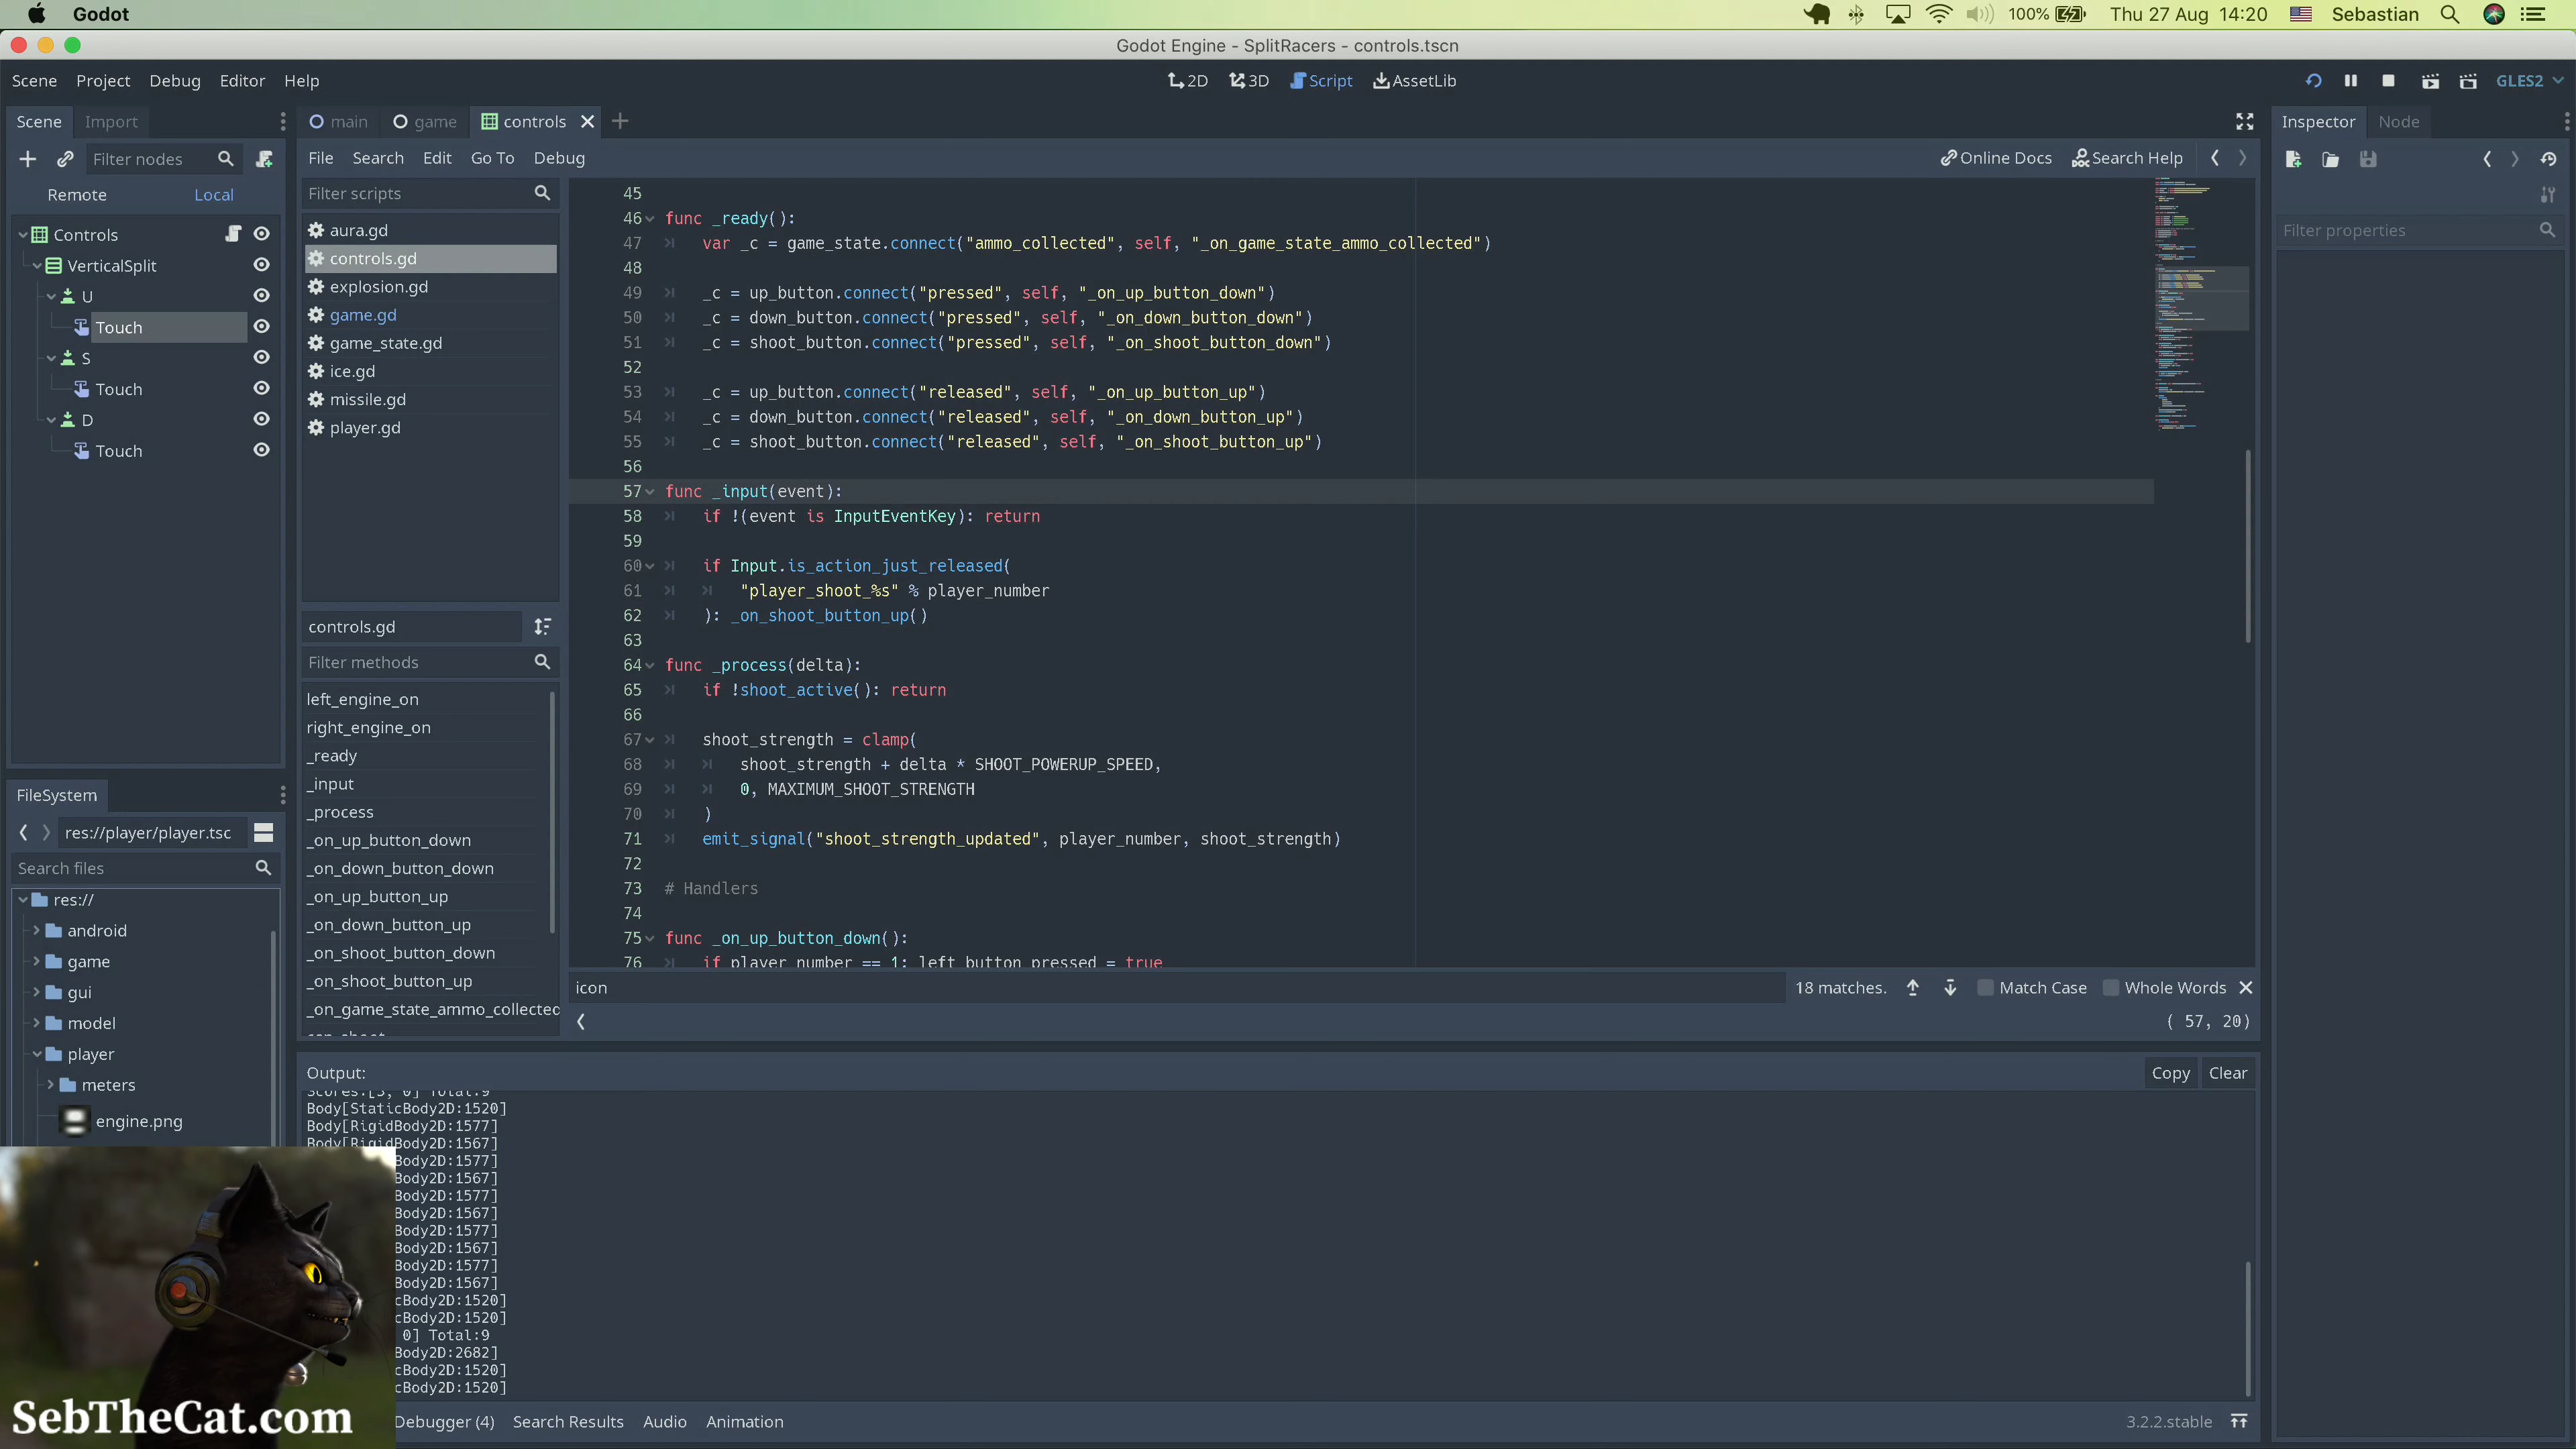 Godot
100%
Thu 27 Aug 14:20
Sebastian
Godot Engine - SplitRacers - controls.tscn
Scene Project Debug Editor Help
2D 3D Script AssetLib
GLES2
Scene Import
main game controls
Inspector Node
Filter nodes
File Search Edit Go To Debug
Online Docs Search Help
Remote Local
Filter scripts
Filter properties
Controls
VerticalSplit
U
Touch
S
Touch
D
Touch
aura.gd
controls.gd
explosion.gd
game.gd
game_state.gd
ice.gd
missile.gd
player.gd
controls.gd
Filter methods
left_engine_on
right_engine_on
_ready
_input
_process
_on_up_button_down
_on_down_button_down
_on_up_button_up
_on_down_button_up
_on_shoot_button_down
_on_shoot_button_up
_on_game_state_ammo_collected
45
46 func _ready():
47 var _c = game_state.connect("ammo_collected", self, "_on_game_state_ammo_collected")
48
49 _c = up_button.connect("pressed", self, "_on_up_button_down")
50 _c = down_button.connect("pressed", self, "_on_down_button_down")
51 _c = shoot_button.connect("pressed", self, "_on_shoot_button_down")
52
53 _c = up_button.connect("released", self, "_on_up_button_up")
54 _c = down_button.connect("released", self, "_on_down_button_up")
55 _c = shoot_button.connect("released", self, "_on_shoot_button_up")
56
57 func _input(event):
58 if !(event is InputEventKey): return
59
60 if Input.is_action_just_released(
61 "player_shoot_%s" % player_number
62 ): _on_shoot_button_up()
63
64 func _process(delta):
65 if !shoot_active(): return
66
67 shoot_strength = clamp(
68 shoot_strength + delta * SHOOT_POWERUP_SPEED,
69 0, MAXIMUM_SHOOT_STRENGTH
70 )
71 emit_signal("shoot_strength_updated", player_number, shoot_strength)
72
73 # Handlers
74
75 func _on_up_button_down():
76 if player_number == 1: left_button_pressed = true
icon
18 matches.
Match Case
Whole Words
( 57, 20)
FileSystem
res://player/player.tsc
Search files
res://
android
game
gui
model
player
meters
engine.png
Output:
Copy Clear
Scores:[5, 0] Total:9
Body[StaticBody2D:1520]
Body[RigidBody2D:1577]
Body[RigidBody2D:1567]
Body2D:1577]
Body2D:1567]
Body2D:1577]
Body2D:1567]
Body2D:1577]
Body2D:1567]
Body2D:1577]
Body2D:1567]
cBody2D:1520]
cBody2D:1520]
0] Total:9
Body2D:2682]
cBody2D:1520]
cBody2D:1520]
SebTheCat.com
Debugger (4) Search Results Audio Animation
3.2.2.stable